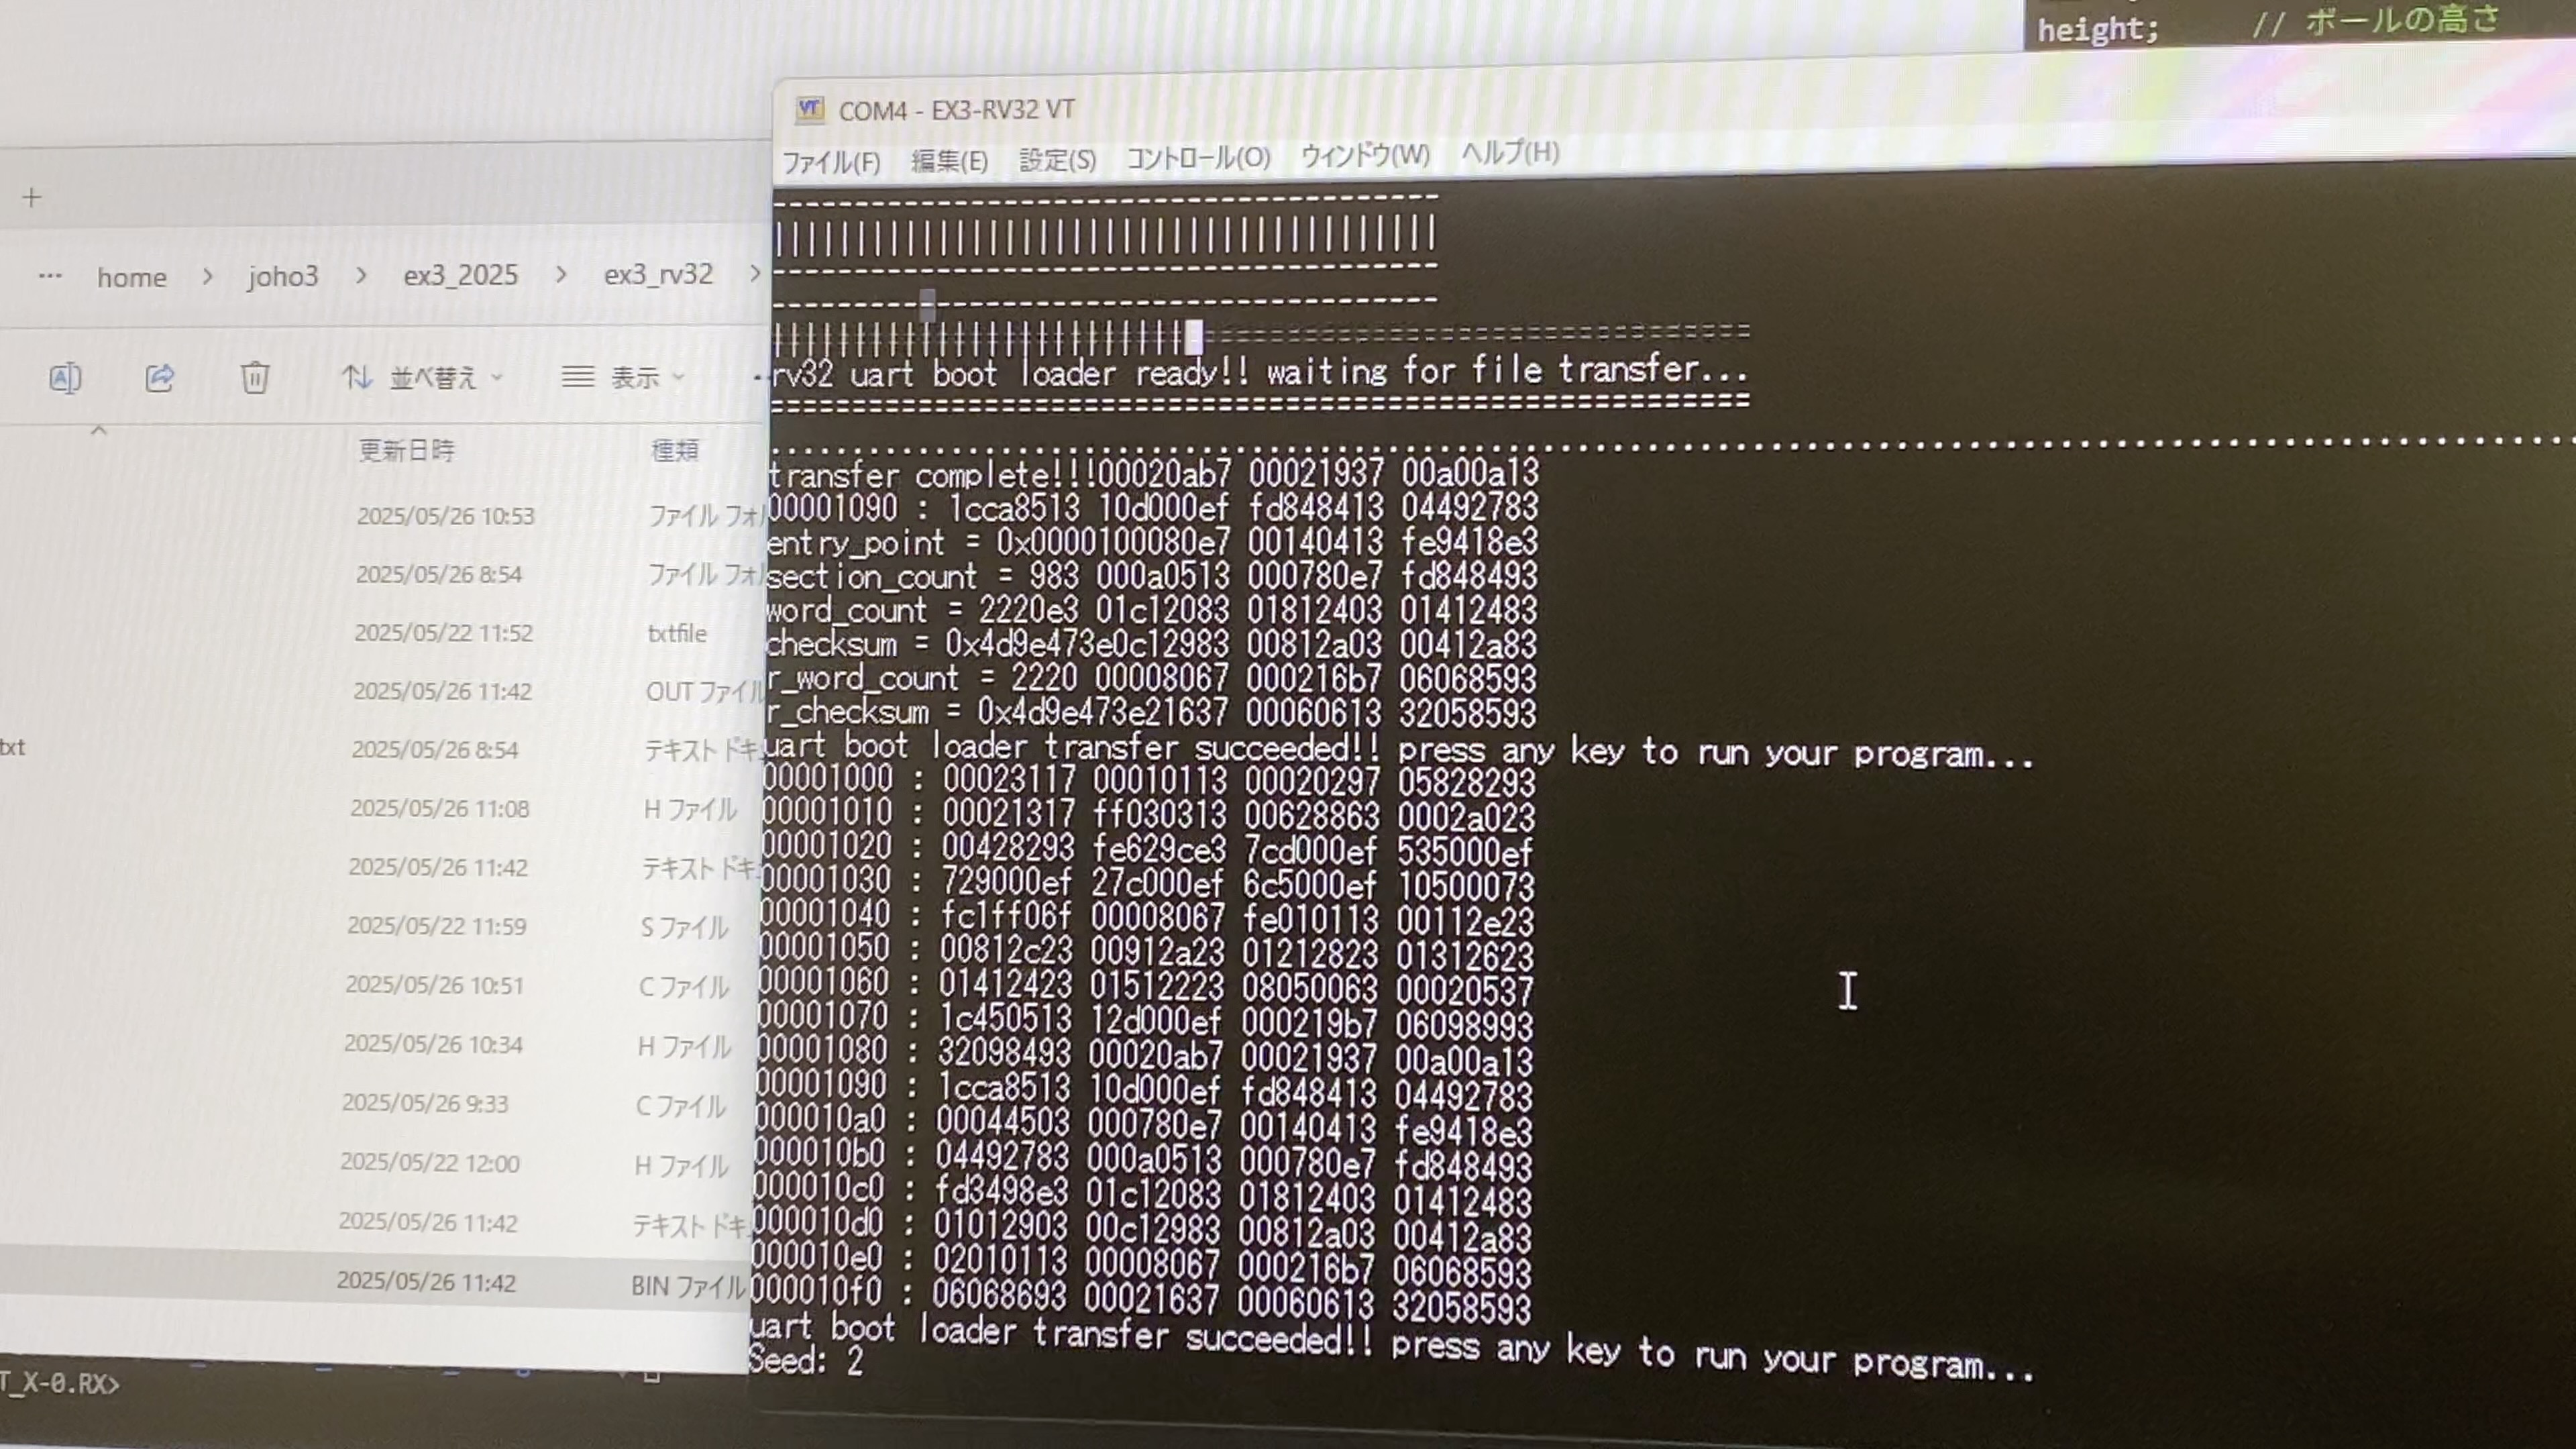 height; // ボールの高さ
COM4 - EX3-RV32 VT
ファイル(F) 編集(E) 設定(S) コントロール(O) ウィンドウ(W) ヘルプ(H)
+
... home > joho3 > ex3_2025 > ex3_rv32 >
並べ替え 表示
更新日時 種類
2025/05/26 10:53 ファイル フォル
2025/05/26 8:54 ファイル フォル
2025/05/22 11:52 txtfile
2025/05/26 11:42 OUT ファイル
txt 2025/05/26 8:54 テキスト ドキュ
2025/05/26 11:08 H ファイル
2025/05/26 11:42 テキスト ドキュ
2025/05/22 11:59 S ファイル
2025/05/26 10:51 C ファイル
2025/05/26 10:34 H ファイル
2025/05/26 9:33 C ファイル
2025/05/22 12:00 H ファイル
2025/05/26 11:42 テキスト ドキュ
2025/05/26 11:42 BIN ファイル
T_X-0.RX>
rv32 uart boot loader ready!! waiting for file transfer...
transfer complete!!!00020ab7 00021937 00a00a13
00001090 : 1cca8513 10d000ef fd848413 04492783
entry_point = 0x0000100080e7 00140413 fe9418e3
section_count = 983 000a0513 000780e7 fd848493
word_count = 2220e3 01c12083 01812403 01412483
checksum = 0x4d9e473e0c12983 00812a03 00412a83
r_word_count = 2220 00008067 000216b7 06068593
r_checksum = 0x4d9e473e21637 00060613 32058593
uart boot loader transfer succeeded!! press any key to run your program...
00001000 : 00023117 00010113 00020297 05828293
00001010 : 00021317 ff030313 00628863 0002a023
00001020 : 00428293 fe629ce3 7cd000ef 535000ef
00001030 : 729000ef 27c000ef 6c5000ef 10500073
00001040 : fc1ff06f 00008067 fe010113 00112e23
00001050 : 00812c23 00912a23 01212823 01312623
00001060 : 01412423 01512223 08050063 00020537
00001070 : 1c450513 12d000ef 000219b7 06098993
00001080 : 32098493 00020ab7 00021937 00a00a13
00001090 : 1cca8513 10d000ef fd848413 04492783
000010a0 : 00044503 000780e7 00140413 fe9418e3
000010b0 : 04492783 000a0513 000780e7 fd848493
000010c0 : fd3498e3 01c12083 01812403 01412483
000010d0 : 01012903 00c12983 00812a03 00412a83
000010e0 : 02010113 00008067 000216b7 06068593
000010f0 : 06068693 00021637 00060613 32058593
uart boot loader transfer succeeded!! press any key to run your program...
Seed: 2